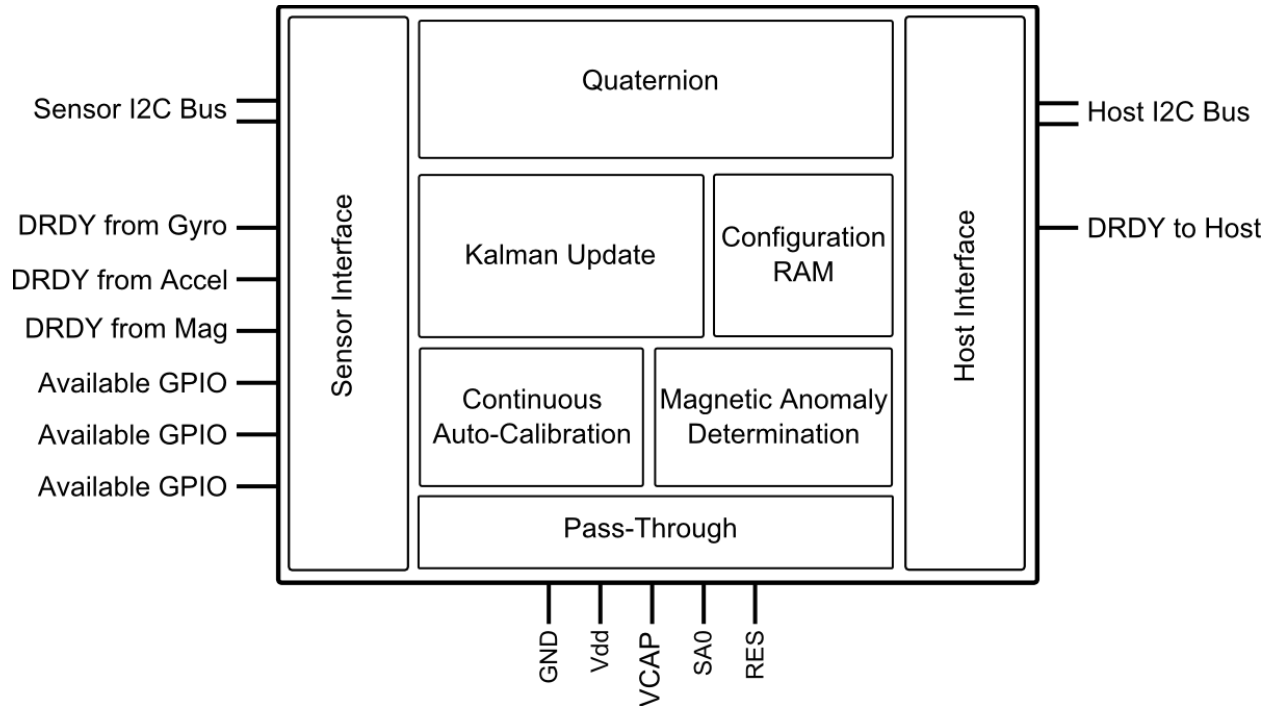 Quaternion
Sensor I2C Bus
Host I2C Bus
Sensor Interface
DRDY from Gyro
Kalman Update
Configuration
RAM
Host Interface
DRDY to Host
DRDY from Accel
DRDY from Mag
Available GPIO
Available GPIO
Available GPIO
Continuous
Auto-Calibration
Magnetic Anomaly
Determination
Pass-Through
GND
Vdd
VCAP
SA0
RES